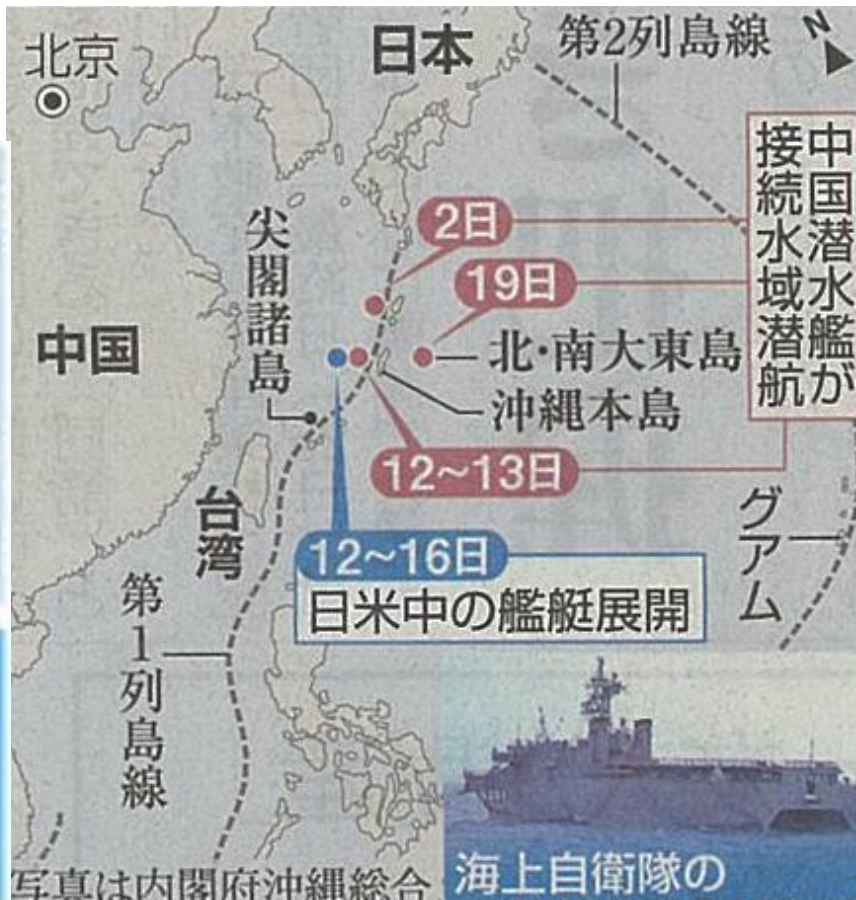 北京
日本
第2列島線
N
中国潜水艦が
接続水域潜航
2日
尖閣諸島
19日
中国
北・南大東島
沖縄本島
12~13日
台湾
グアム
12~16日
日米中の艦艇展開
第1列島線
写真は内閣府沖縄総合
海上自衛隊の